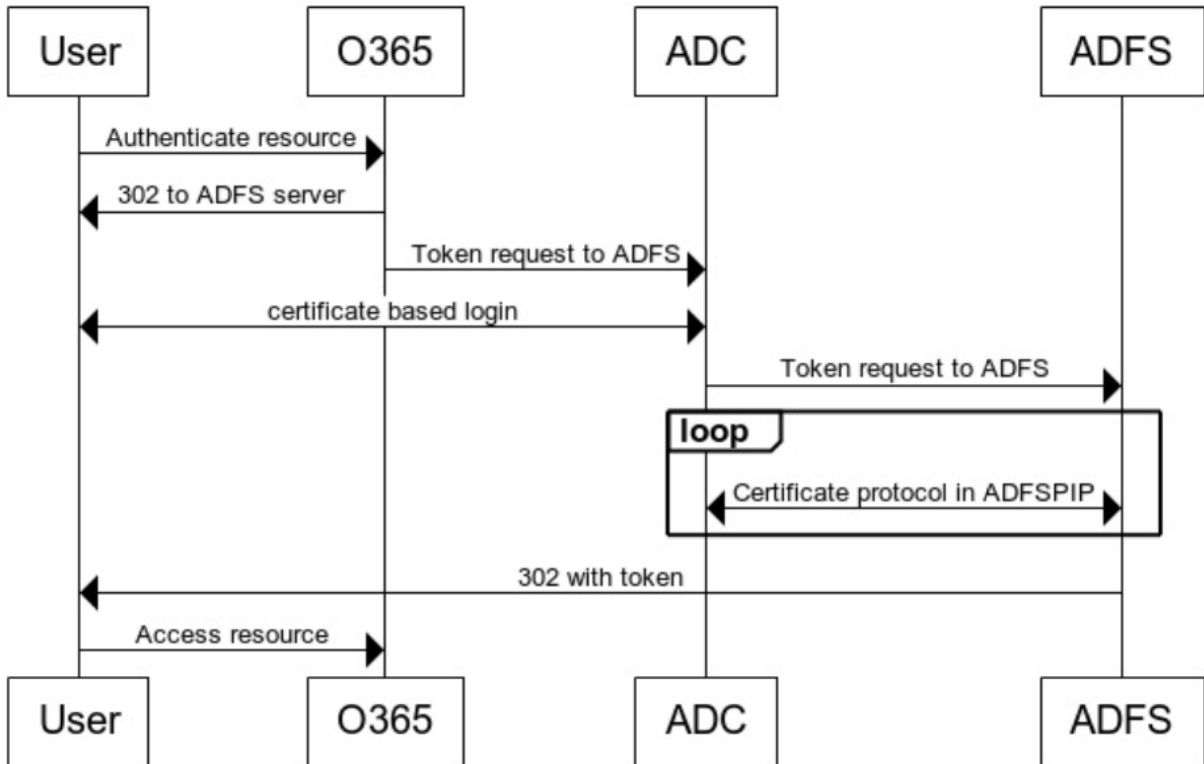 User O365 ADC ADFS
Authenticate resource
302 to ADFS server
Token request to ADFS
certificate based login
Token request to ADFS
loop
Certificate protocol in ADFSPIP
302 with token
Access resource
User O365 ADC ADFS